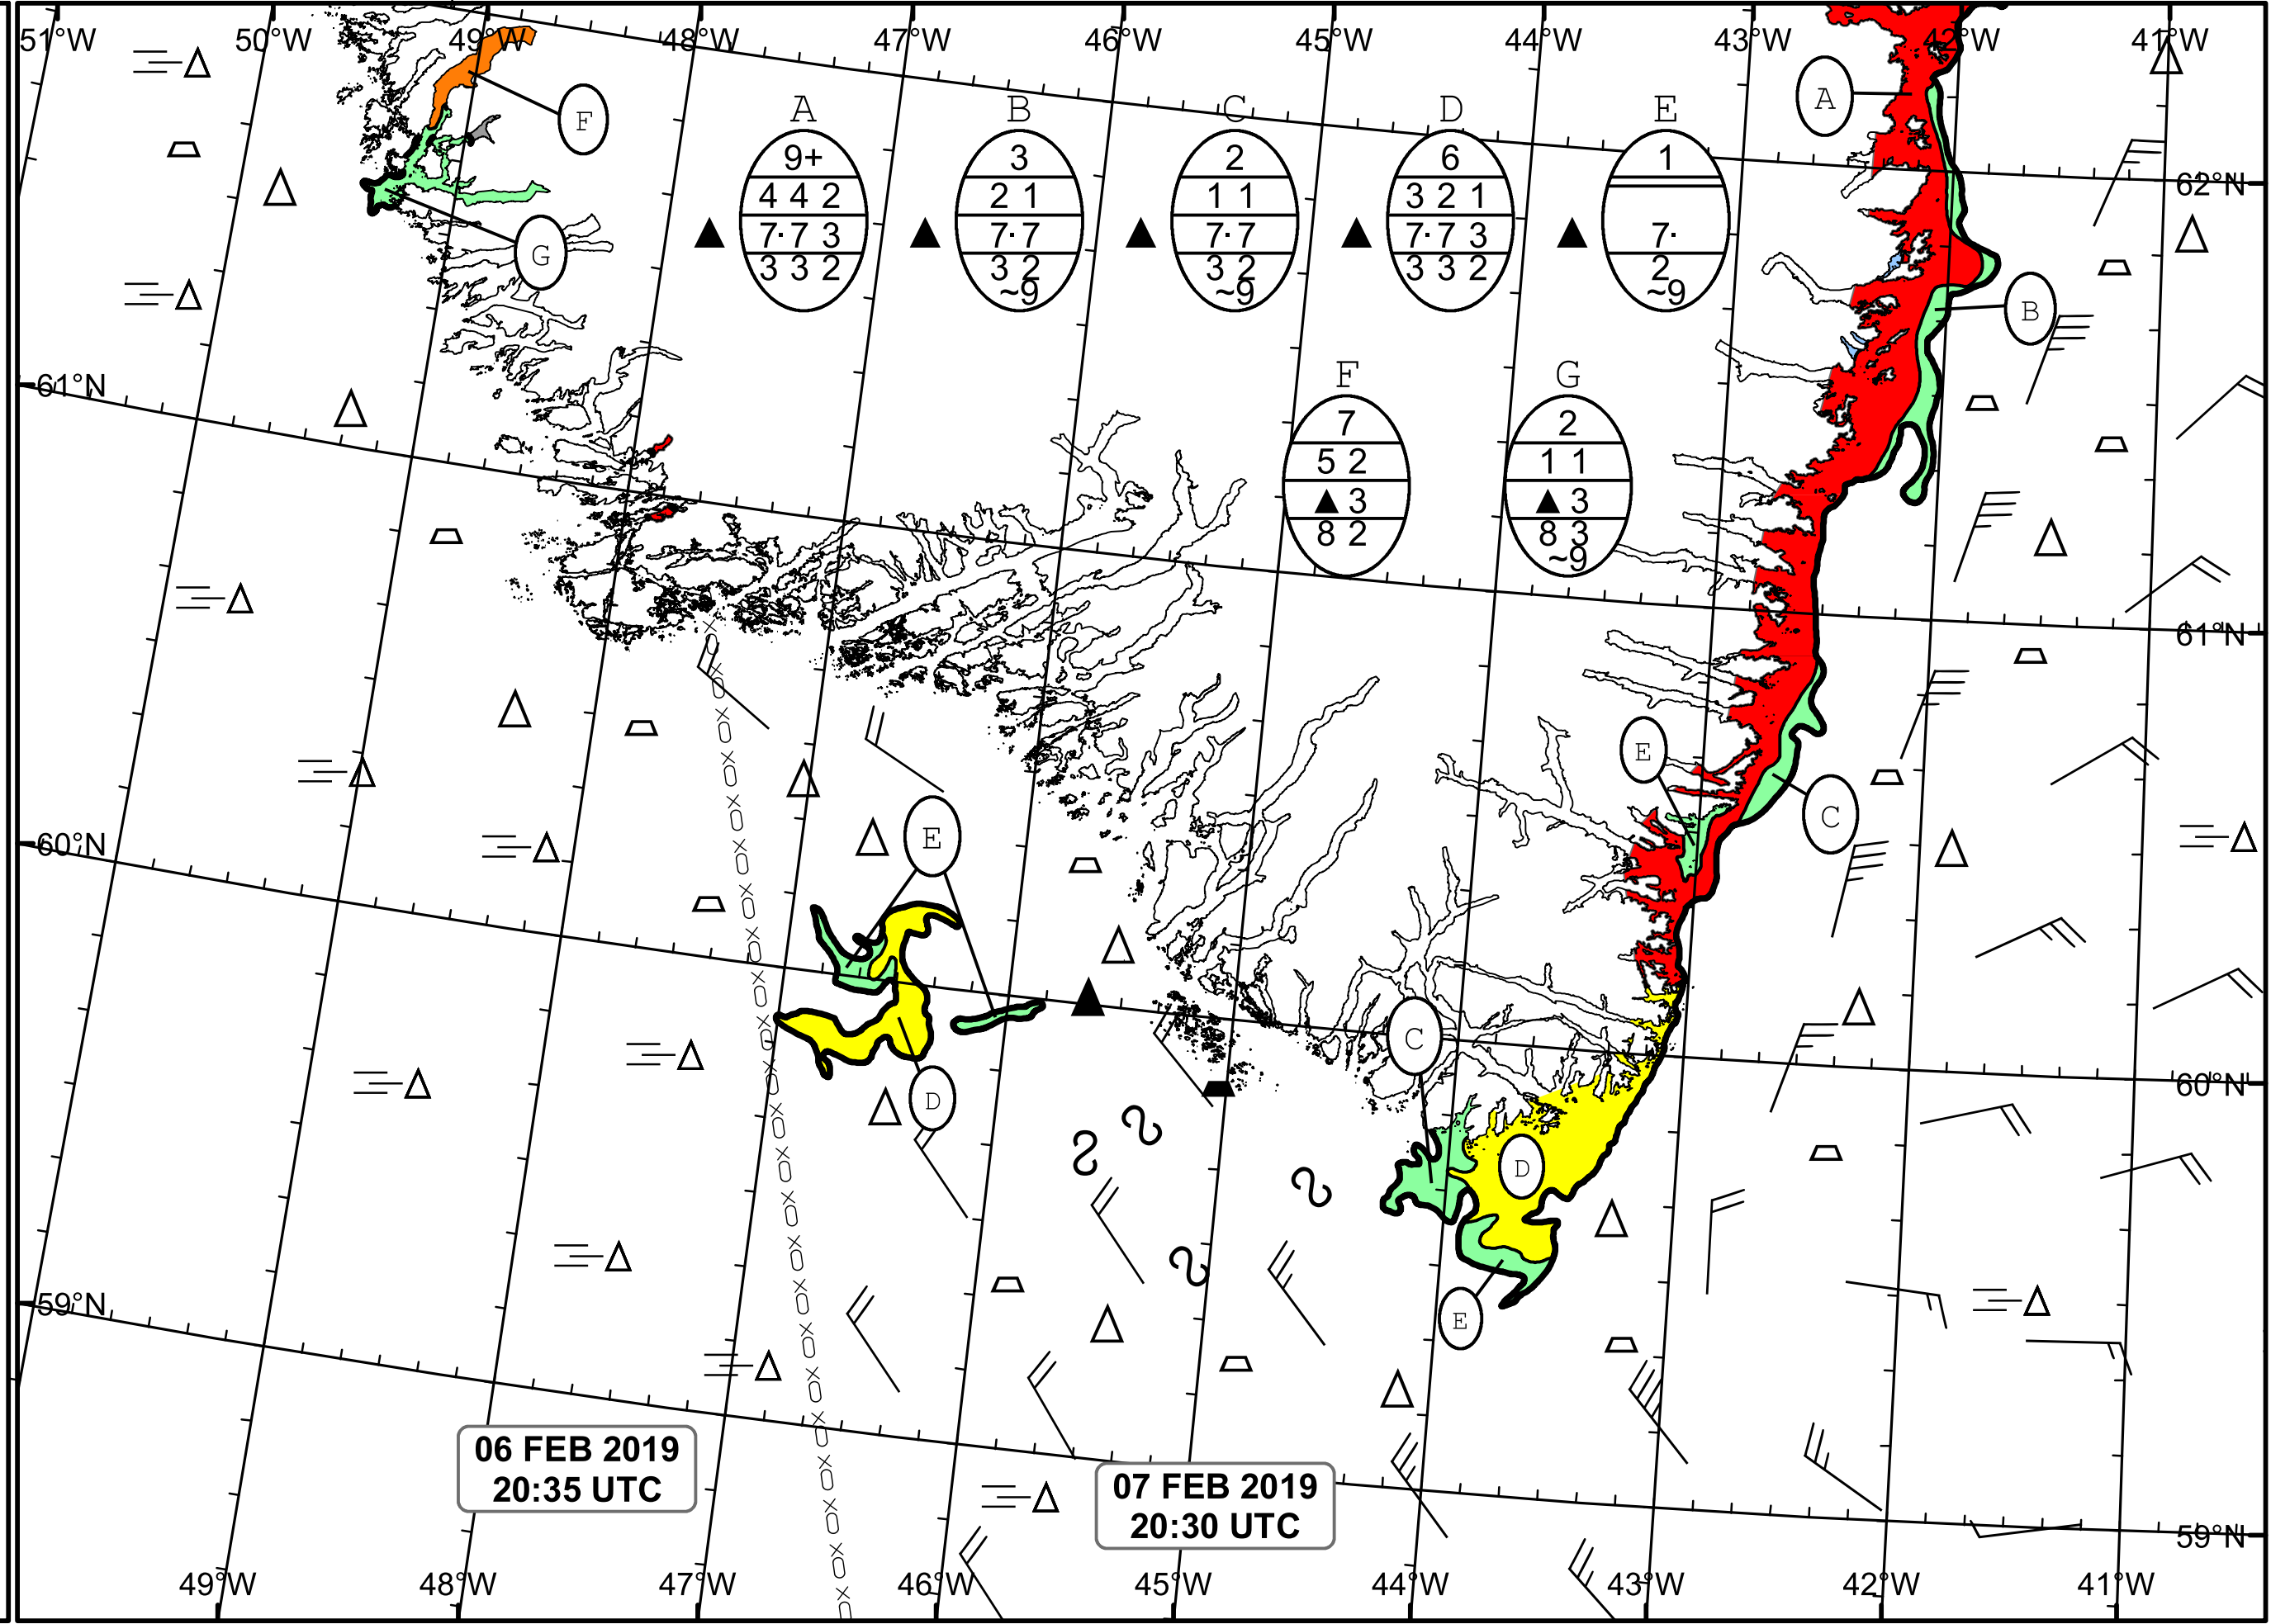 51°W 50°W 49°W 48°W 47°W 46°W 45°W 44°W 43°W 42°W 41°W
A
F
A B C D E
9+ 3 2 6 1
4 4 2 2 1 1 1 3 2 1
7·7 3 7·7 7·7 7·7 3 7·
3 3 2 3 2 3 2 3 3 2 2
~9 ~9 ~9
62°N
G
B
61°N
F G
7 2
5 2 1 1
3 3
8 2 8 3
~9
61°N
E
C
60°N
E
C
60°N
D
D
59°N
E
06 FEB 2019
20:35 UTC
07 FEB 2019
20:30 UTC
59°N
49°W 48°W 47°W 46°W 45°W 44°W 43°W 42°W 41°W